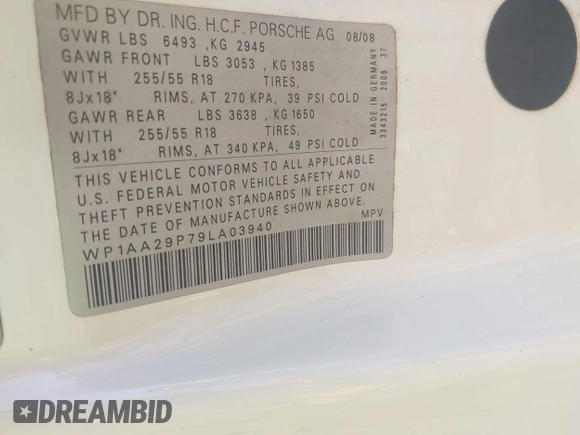 MFD BY DR. ING. H.C.F. PORSCHE AG 08/08
GVWR LBS 6493 ,KG 2945
GAWR FRONT LBS 3053 ,KG 1385
WITH 255/55 R18 TIRES,
8Jx18" RIMS, AT 270 KPA, 39 PSI COLD
GAWR REAR LBS 3638 ,KG 1650
WITH 255/55 R18 TIRES,
8Jx18" RIMS, AT 340 KPA, 49 PSI COLD
THIS VEHICLE CONFORMS TO ALL APPLICABLE
U.S. FEDERAL MOTOR VEHICLE SAFETY AND
THEFT PREVENTION STANDARDS IN EFFECT ON
THE DATE OF MANUFACTURE SHOWN ABOVE.
WP1AA29P79LA03940 MPV
MADE IN GERMANY
3343215 2008 37
DREAMBID
DREAMBID.COM